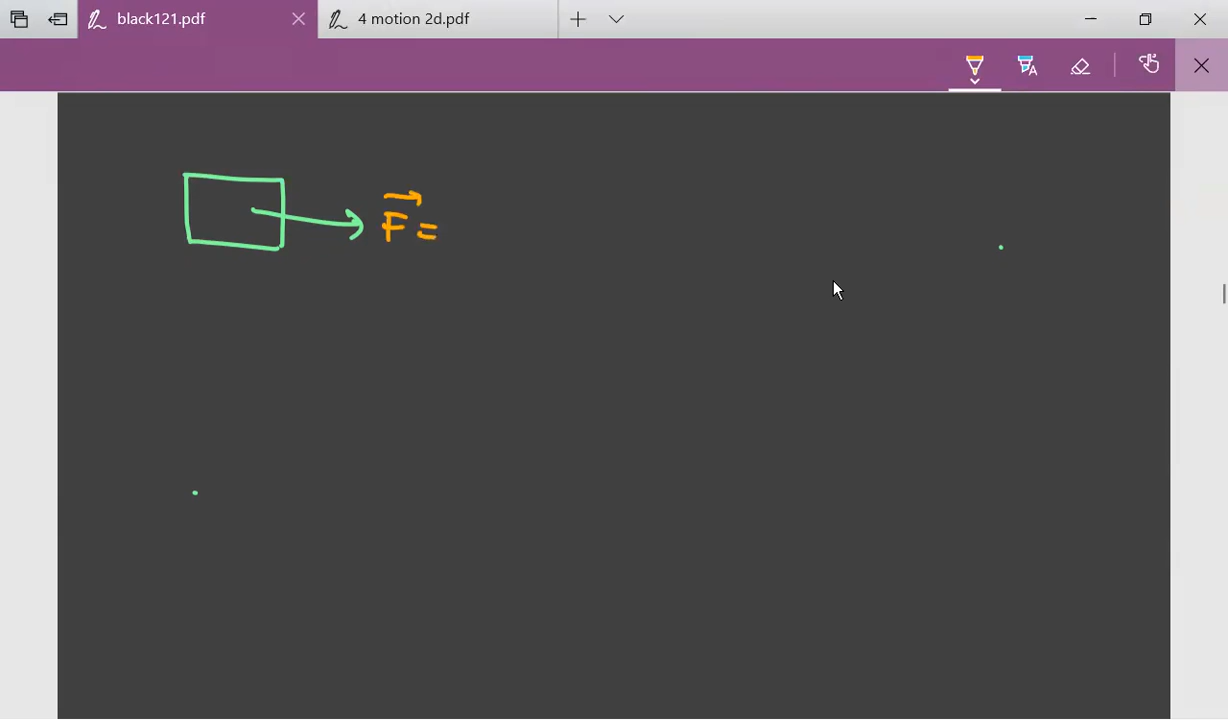 black121.pdf
4 motion 2d.pdf
F⃗ =